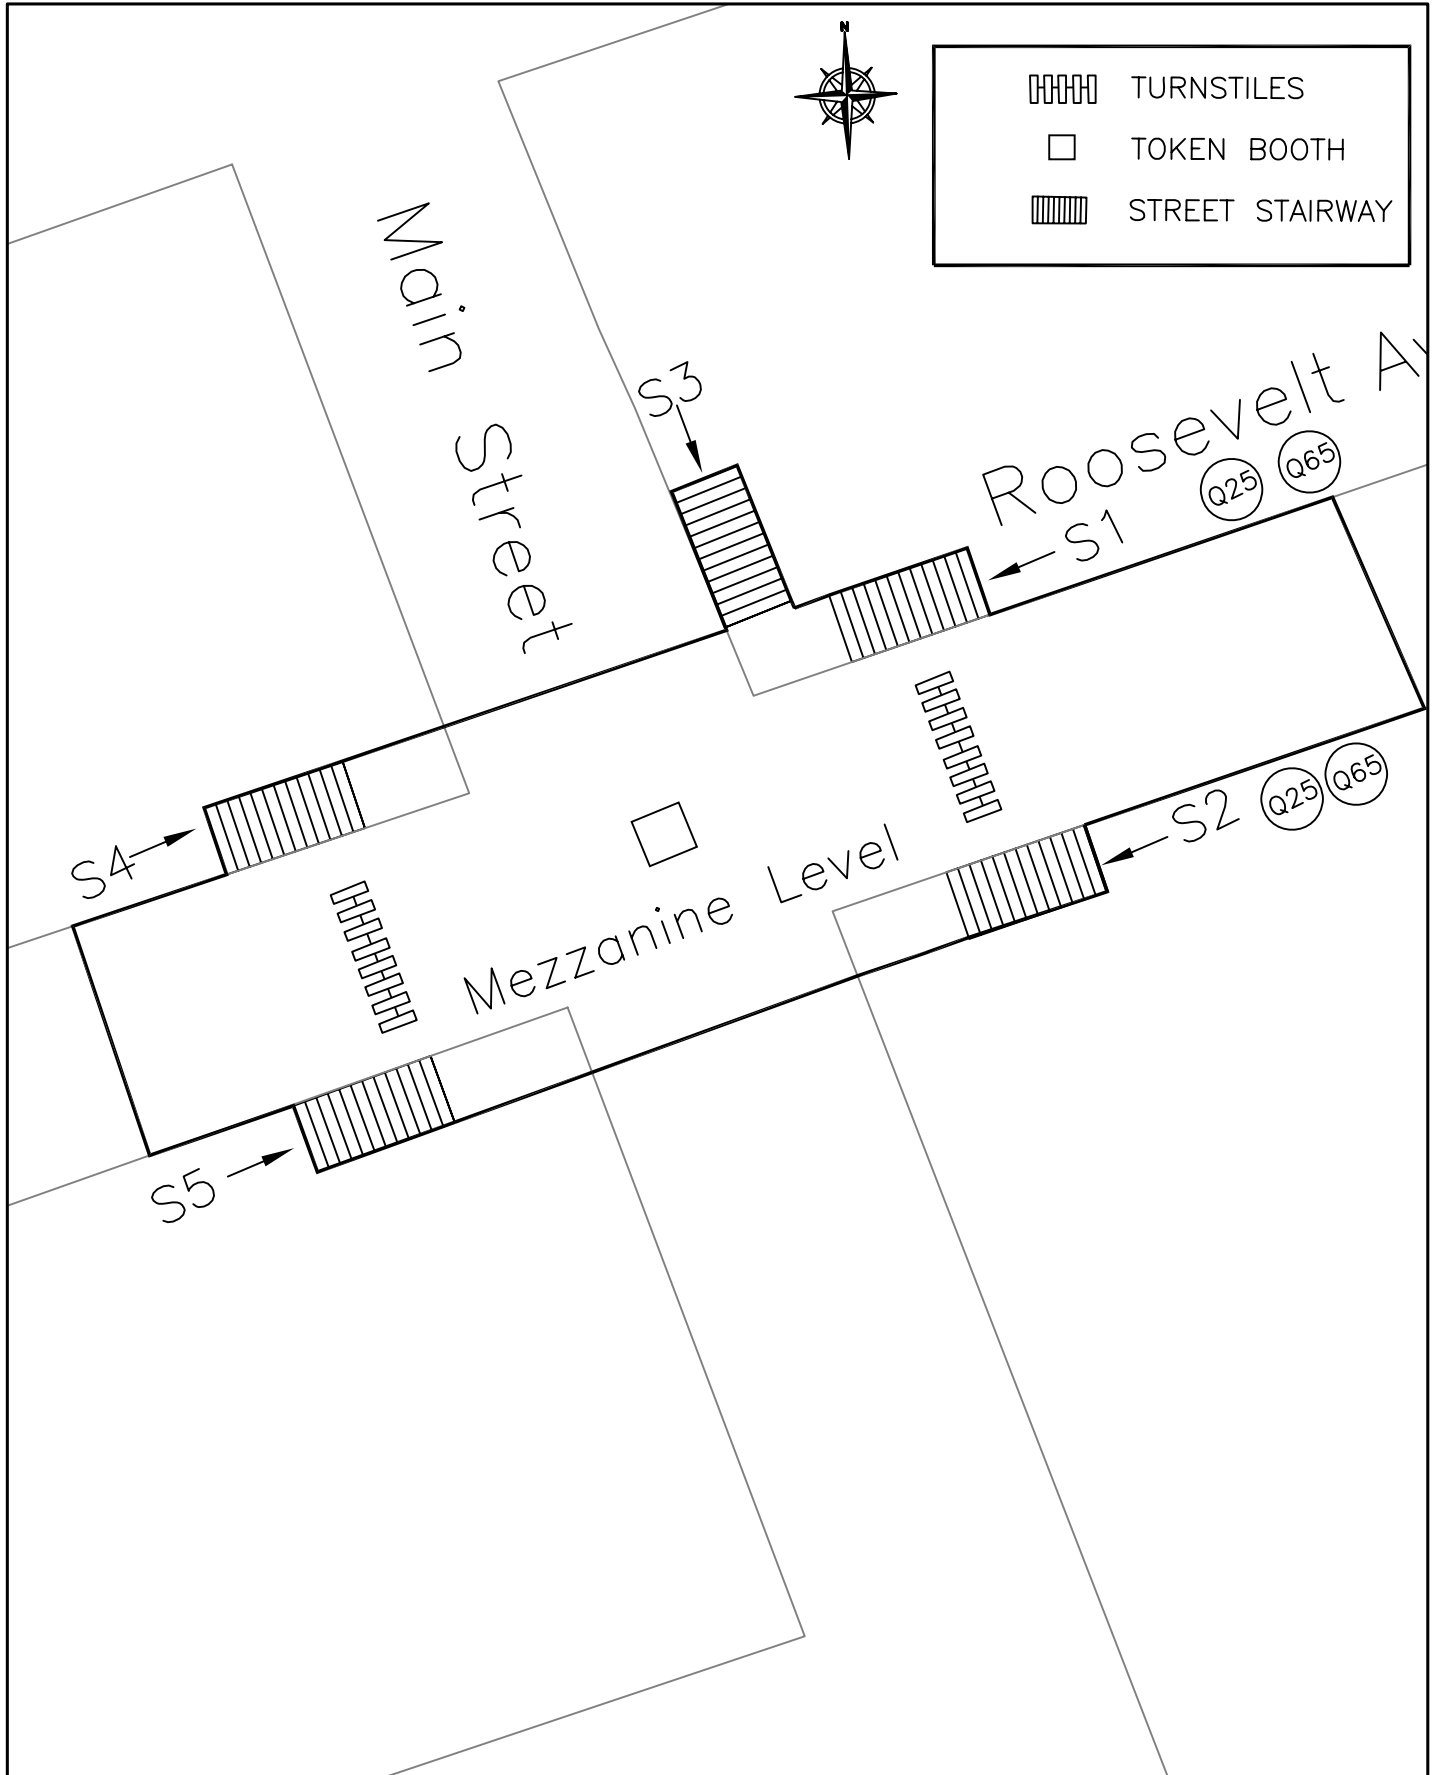 N
TURNSTILES
TOKEN BOOTH
STREET STAIRWAY
Main Street
S3
Roosevelt Av
Q25
Q65
S1
S2
Q25
Q65
S4
Mezzanine Level
S5